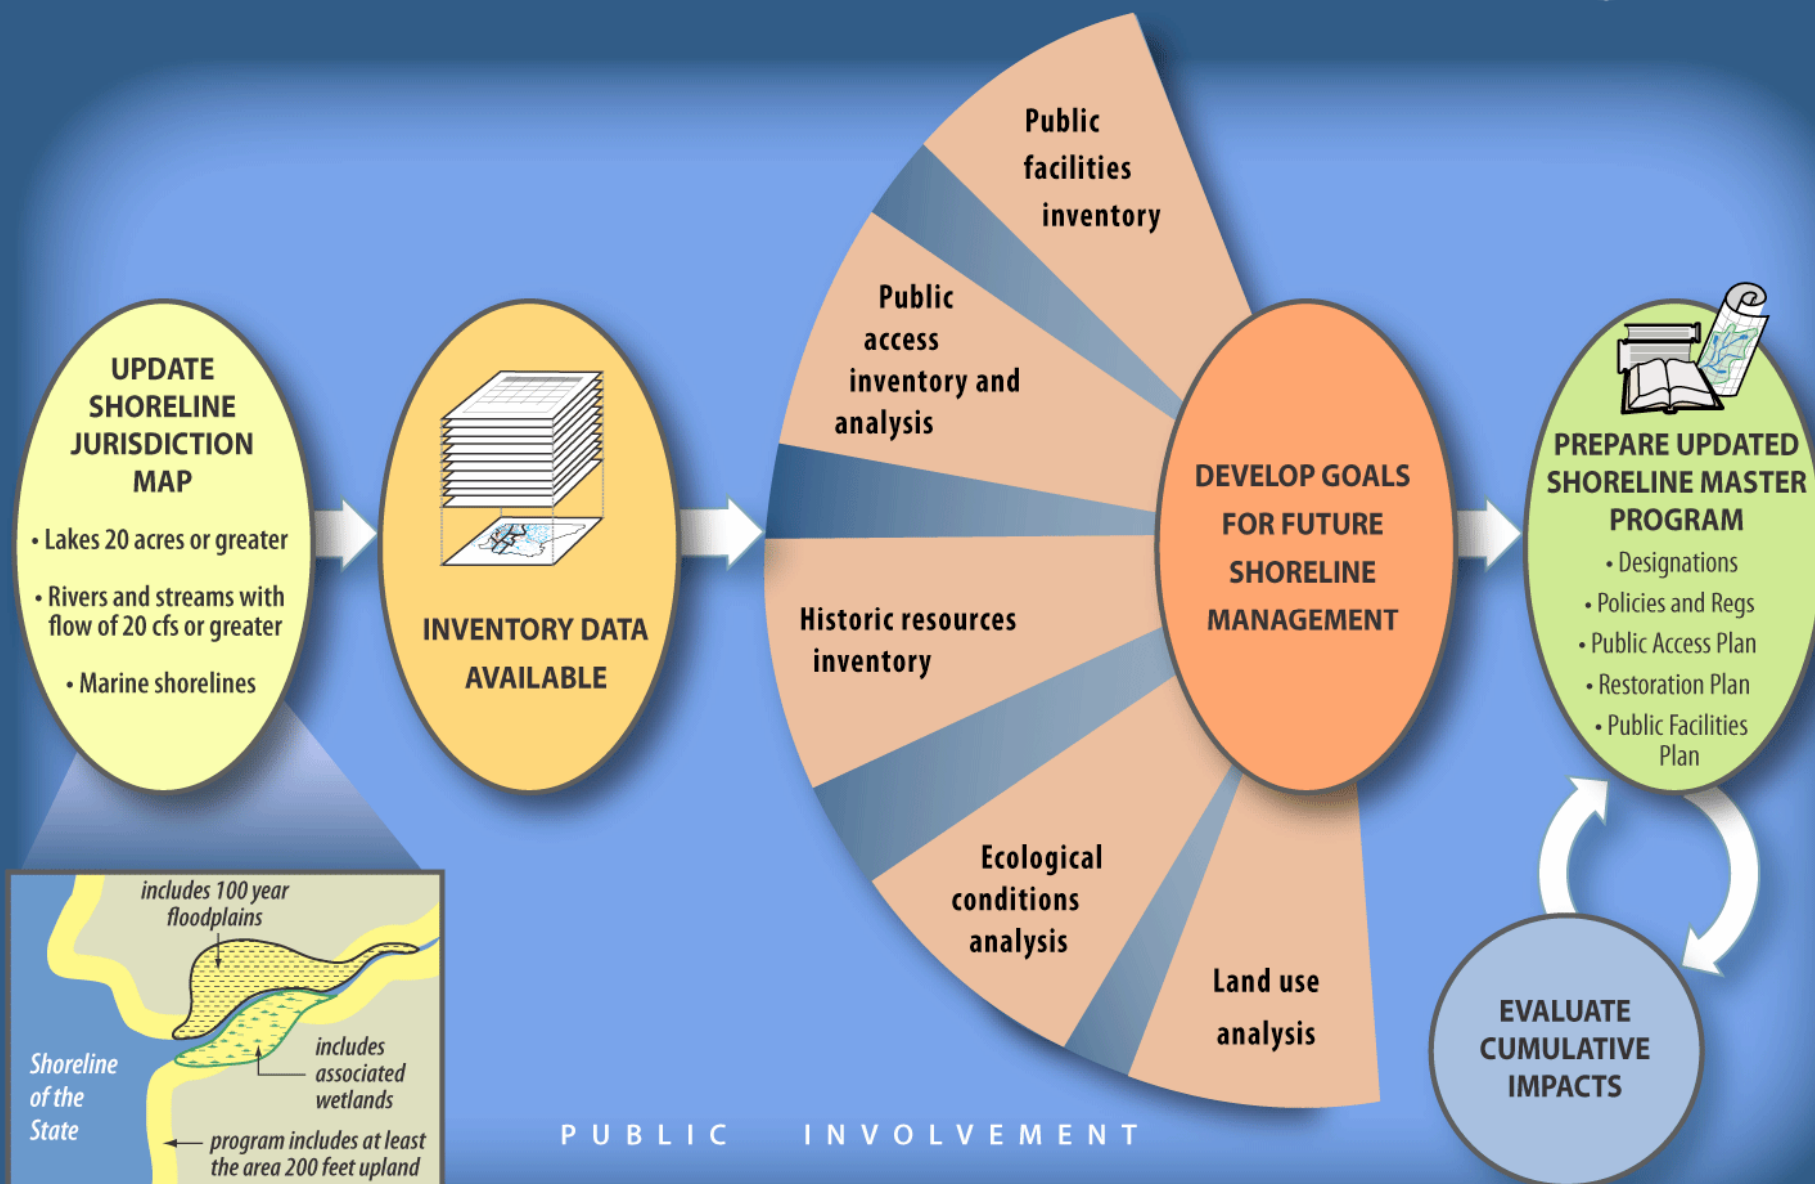 UPDATE
SHORELINE
JURISDICTION
MAP
• Lakes 20 acres or greater
• Rivers and streams with
flow of 20 cfs or greater
• Marine shorelines
INVENTORY DATA
AVAILABLE
Public
facilities
inventory
Public
access
inventory and
analysis
Historic resources
inventory
Ecological
conditions
analysis
Land use
analysis
DEVELOP GOALS
FOR FUTURE
SHORELINE
MANAGEMENT
PREPARE UPDATED
SHORELINE MASTER
PROGRAM
• Designations
• Policies and Regs
• Public Access Plan
• Restoration Plan
• Public Facilities
Plan
EVALUATE
CUMULATIVE
IMPACTS
includes 100 year
floodplains
includes
associated
wetlands
Shoreline
of the
State
program includes at least
the area 200 feet upland
PUBLIC INVOLVEMENT